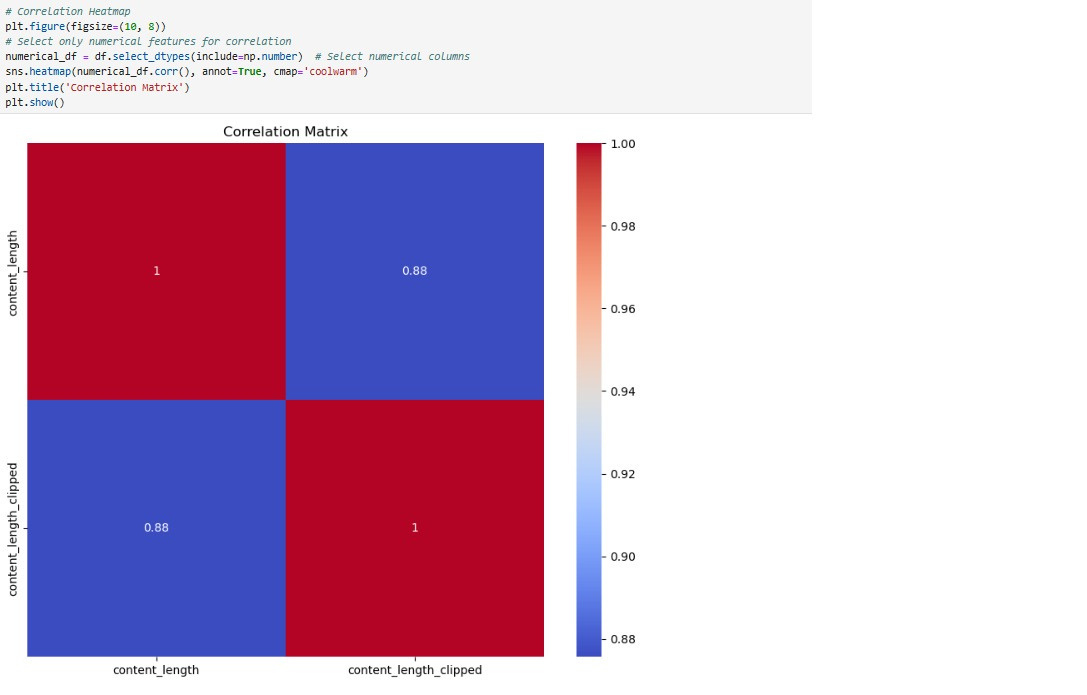 # Correlation Heatmap
plt.figure(figsize=(10, 8))
# Select only numerical features for correlation
numerical_df = df.select_dtypes(include=np.number)  # Select numerical columns
sns.heatmap(numerical_df.corr(), annot=True, cmap='coolwarm')
plt.title('Correlation Matrix')
plt.show()
Correlation Matrix
content_length
content_length_clipped
1
0.88
0.88
1
content_length
content_length_clipped
1.00
0.98
0.96
0.94
0.92
0.90
0.88